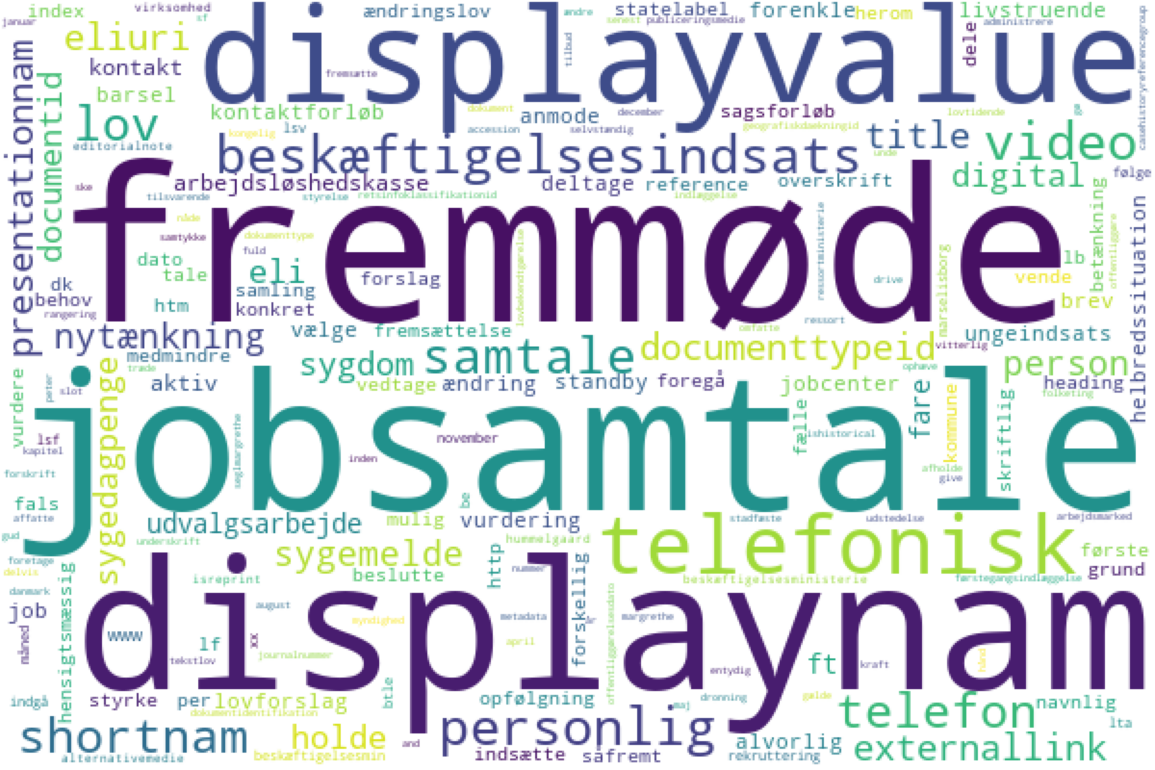 displayvalue
fremmøde
jobsamtale
displaynam
index
virksomhed
sf
ændringslov
ændre
senest
statelabel
publiceringsmedie
forenkle
herom
livstruende
administrere
januar
eliuri
kontakt
fremsætte
tilbud
dele
casehistoryreferencegroup
presentationnam
documentid
barsel
lov
editorialnote
kontaktforløb
kongelig
lsv
dokument
accession
anmode
selvstændig
december
sagsforløb
geografiskdaekningid
lovtidende
title
video
beskæftigelsesindsats
unde
digital
følge
ske
arbejdsløshedskasse
tilsvarende
styrelse
retsinfoklassifikationid
deltage
reference
indlæggelse
overskrift
ressortministerie
nåde
samtykke
dokumenttype
fuld
dato
tale
eli
forslag
lovbekendtgørelse
drive
marselisborg
vende
lb
betænkning
offentliggøre
helbredssituation
dk
behov
rangering
htm
samling
konkret
brev
nytænkning
vælge
fremsættelse
omfatte
ressort
ungeindsats
medmindre
træde
sygdom
samtale
documenttypeid
ophæve
vitterlig
person
vurdere
peter
slot
aktiv
vedtage
ændring
standby
foregå
jobcenter
fare
heading
folketing
sygedagpenge
lsf
kapitel
seglmargrethe
november
inden
fælle
ishistorical
kommune
skriftlig
forskrift
afholde
give
fals
affatte
be
udvalgsarbejde
mulig
vurdering
stadfæste
udstedelse
arbejdsmarked
gud
underskrift
hummelgaard
telefonisk
foretage
delvis
sygemelde
http
første
grund
hensigtsmæssig
isreprint
beslutte
nummer
forskellig
beskæftigelsesministerie
førstegangsindlæggelse
danmark
job
august
myndighed
metadata
april
år
offentliggørelsesdato
margrethe
måned
www
lf
xx
tekstlov
journalnummer
entydig
ft
kraft
hånd
indgå
styrke
per
lovforslag
dokumentidentifikation
btle
opfølgning
maj
dronning
gælde
telefon
navnlig
lta
shortnam
holde
and
personlig
alvorlig
externallink
alternativemedie
beskæftigelsesmin
indsætte
såfremt
rekruttering